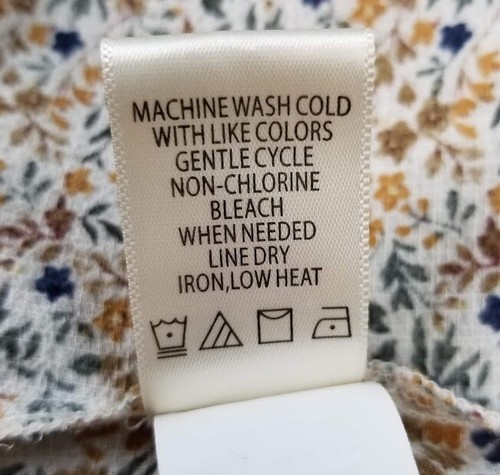 MACHINE WASH COLD
WITH LIKE COLORS
GENTLE CYCLE
NON-CHLORINE
BLEACH
WHEN NEEDED
LINE DRY
IRON,LOW HEAT